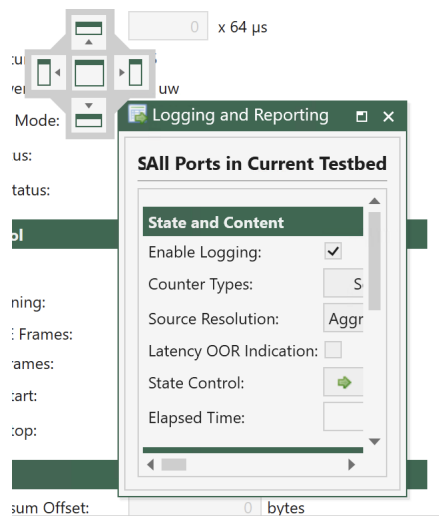 0 x 64 µs
uw
Mode:
Logging and Reporting
us:
SAll Ports in Current Testbed
tatus:
State and Content
ol
Enable Logging:
Counter Types: S
ning:
Source Resolution: Aggr
E Frames:
Latency OOR Indication:
rames:
State Control:
tart:
Elapsed Time:
top:
sum Offset: 0 bytes